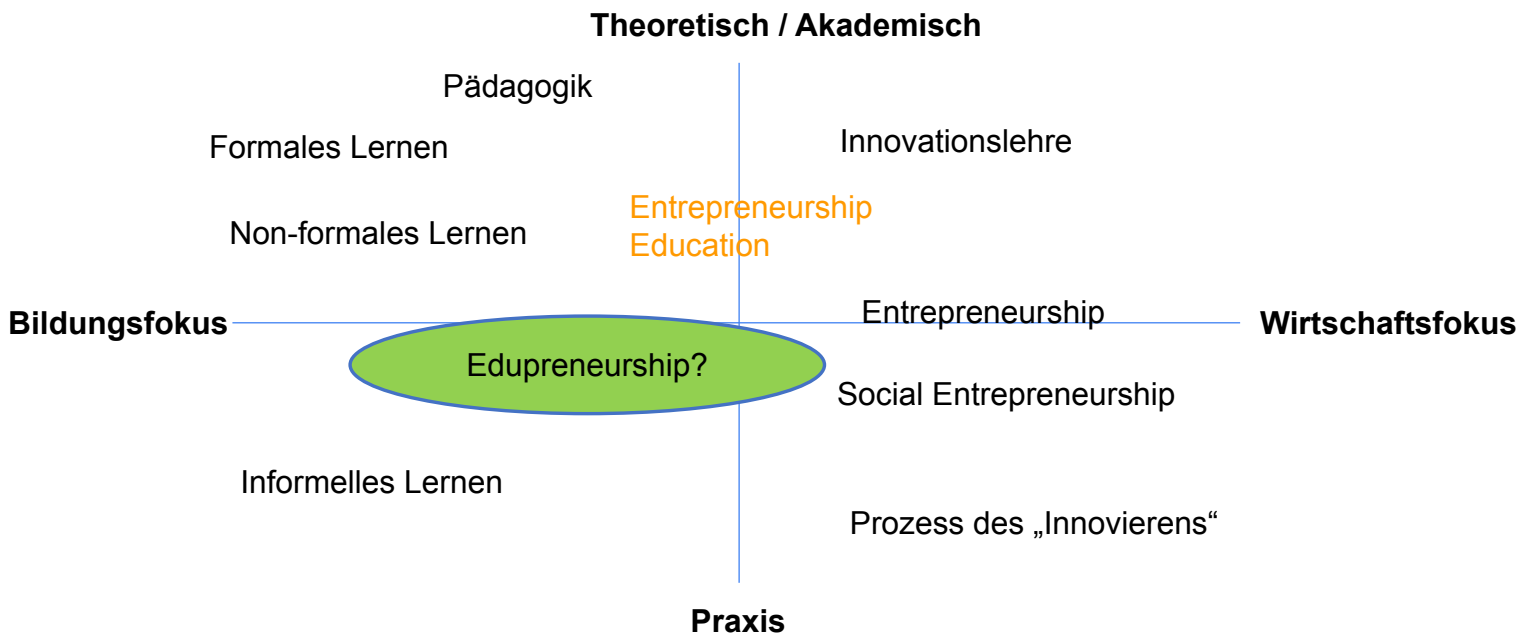 Theoretisch / Akademisch
Pädagogik
Formales Lernen
Innovationslehre
Non-formales Lernen
Entrepreneurship
Education
Bildungsfokus
Entrepreneurship
Wirtschaftsfokus
Edupreneurship?
Social Entrepreneurship
Informelles Lernen
Prozess des „Innovierens“
Praxis